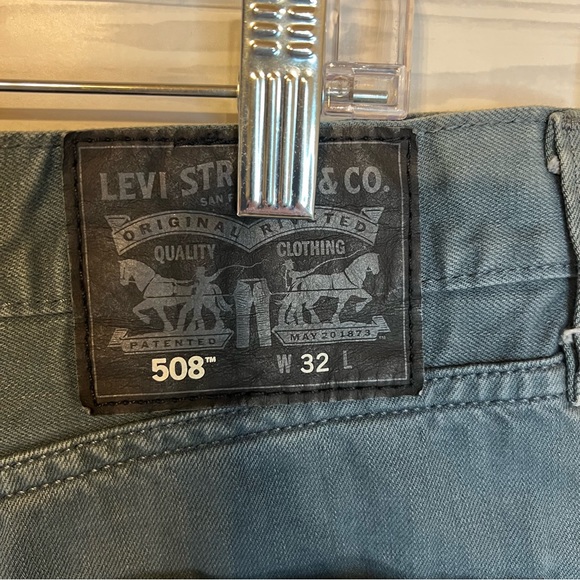 LEVI STR & CO.
SAN F
ORIGINAL RIVETED
QUALITY CLOTHING
PATENTED MAY 20 1873
508™ W 32 L